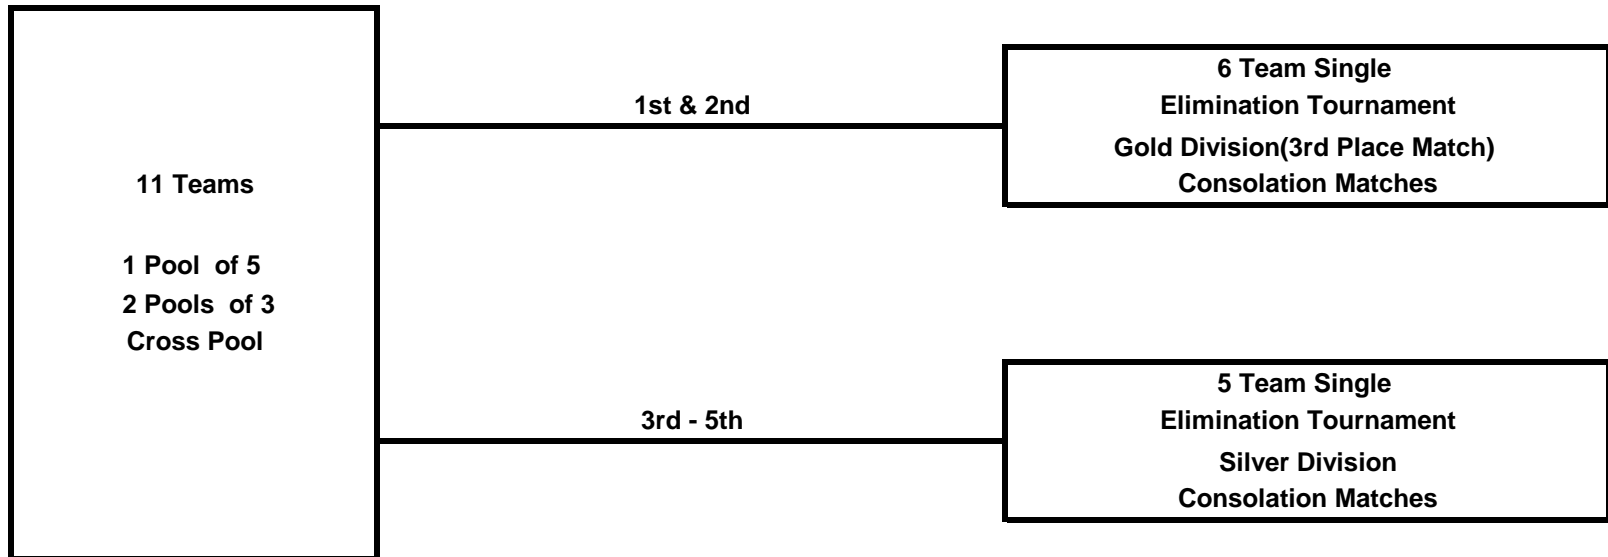 11 Teams
1 Pool of 5
2 Pools of 3
Cross Pool
1st & 2nd
6 Team Single
Elimination Tournament
Gold Division(3rd Place Match)
Consolation Matches
3rd - 5th
5 Team Single
Elimination Tournament
Silver Division
Consolation Matches